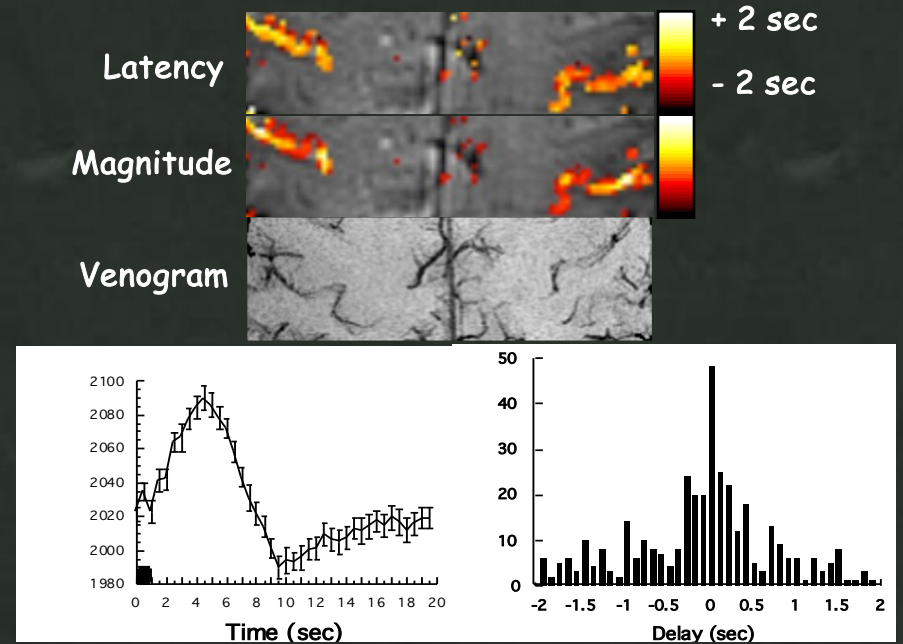 Latency
+ 2 sec
- 2 sec
Magnitude
Venogram
2100
2080
2060
2040
2020
2000
1980
0 2 4 6 8 10 12 14 16 18 20
Time (sec)
50
40
30
20
10
0
-2 -1.5 -1 -0.5 0 0.5 1 1.5 2
Delay (sec)